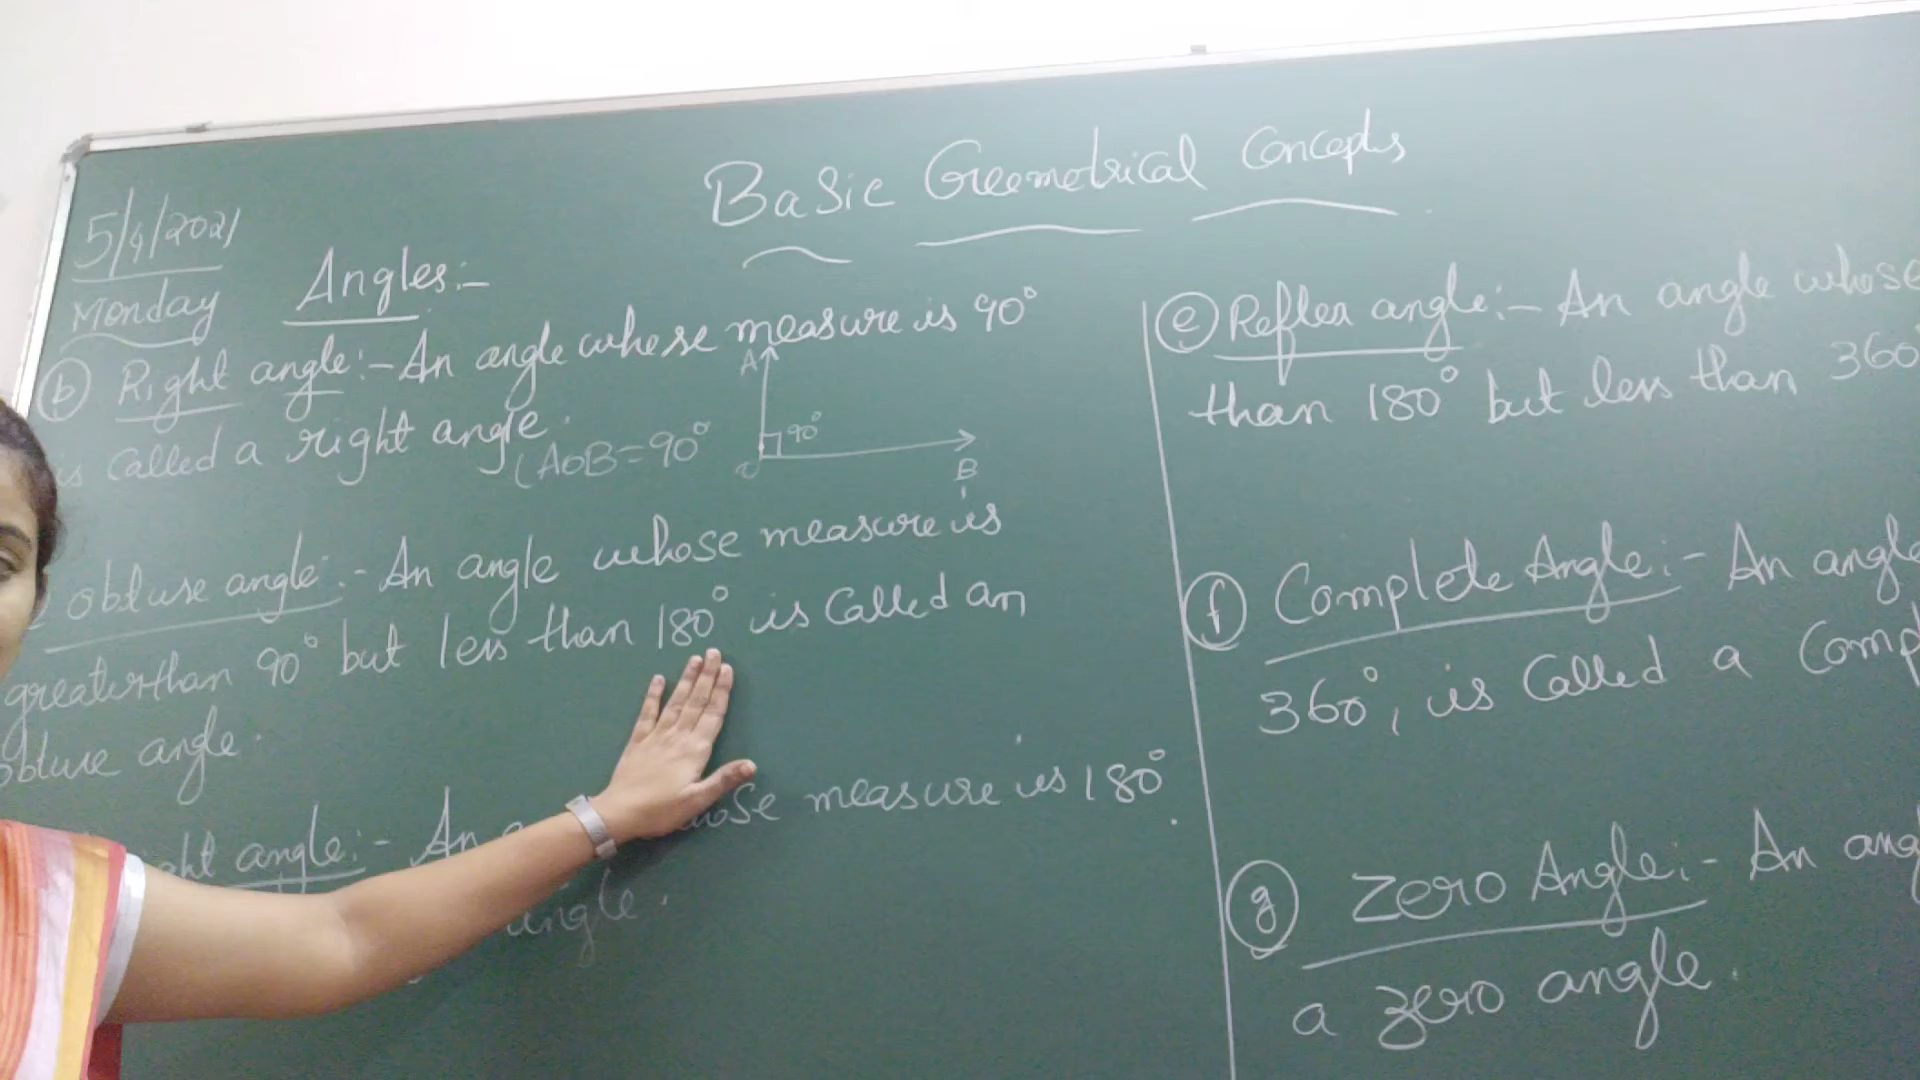 Basic Geometrical Concepts
5/4/2021
Monday
Angles:-
(b) Right angle:- An angle whose measure is 90°
is called a right angle.
(AOB=90°
A
90°
O
B
obtuse angle:- An angle whose measure is
greater than 90° but less than 180° is called an
obtuse angle.
angle:- An measure is 180°
angle.
(e) Reflex angle:- An angle whose
than 180° but less than 360°
(f) Complete Angle:- An angle
360°, is called a
(g) Zero Angle:- An
a zero angle.